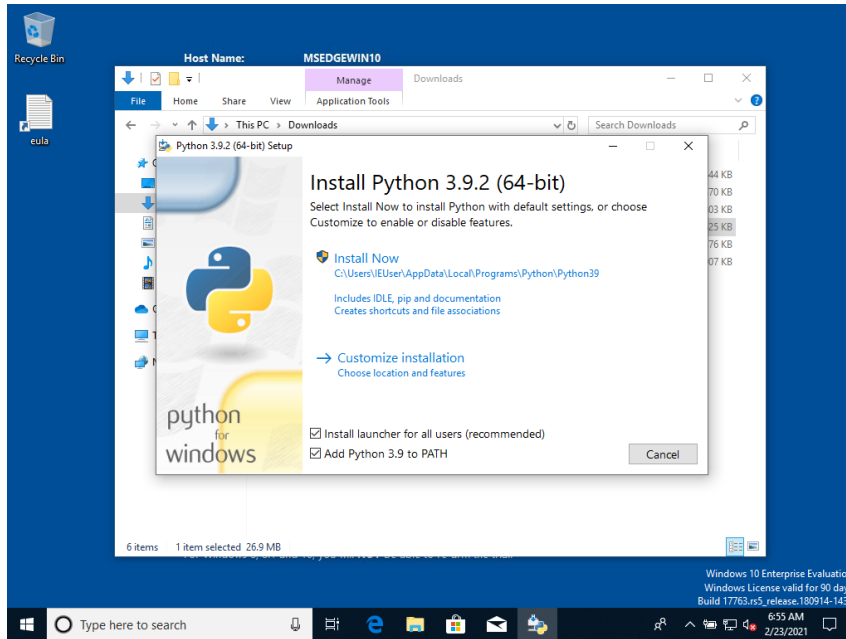 Recycle Bin
eula
Host Name: MSEDGEWIN10
Manage
Downloads
File
Home
Share
View
Application Tools
This PC > Downloads
Search Downloads
44 KB
70 KB
03 KB
25 KB
76 KB
07 KB
Python 3.9.2 (64-bit) Setup
Install Python 3.9.2 (64-bit)
Select Install Now to install Python with default settings, or choose
Customize to enable or disable features.
Install Now
C:\Users\IEUser\AppData\Local\Programs\Python\Python39
Includes IDLE, pip and documentation
Creates shortcuts and file associations
Customize installation
Choose location and features
python
for
windows
Install launcher for all users (recommended)
Add Python 3.9 to PATH
Cancel
6 items
1 item selected 26.9 MB
Windows 10 Enterprise Evaluatio
Windows License valid for 90 day
Build 17763.rs5_release.180914-143
Type here to search
6:55 AM
2/23/2021